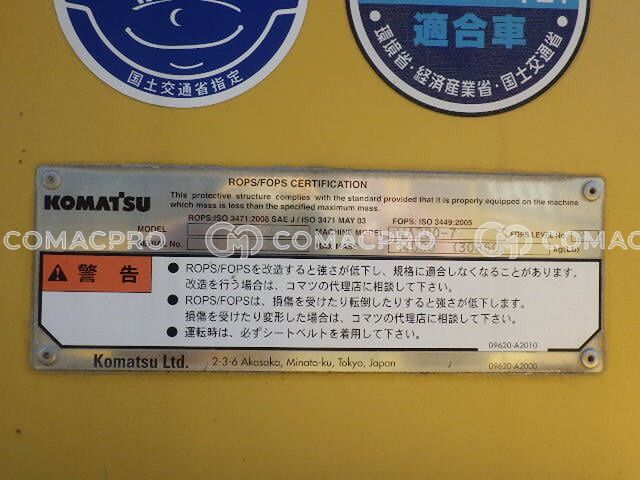 国土交通省指定
適合車
環境省・経済産業省・国土交通省
ROPS/FOPS CERTIFICATION
KOMATSU
This protective structure complies with the standard provided that it is properly equipped on the machine
which mass is less than the specified maximum mass.
ROPS:ISO 3471:2008 SAE J / ISO 3471 MAY 03 FOPS: ISO 3449:2005
MODEL MACHINE MODEL FOPS LEVEL No.
SERIAL No. MAX MASS kg(Lb)
COMACPRO COMACPRO COMACPRO
警告
● ROPS/FOPSを改造すると強さが低下し、規格に適合しなくなることがあります。
改造を行う場合は、コマツの代理店に相談して下さい。
● ROPS/FOPSは、損傷を受けたり転倒したりすると強さが低下します。
損傷を受けたり変形した場合は、コマツの代理店に相談して下さい。
● 運転時は、必ずシートベルトを着用して下さい。
09620-A2010
Komatsu Ltd. 2-3-6 Akasaka, Minato-ku, Tokyo, Japan
09620-A2000